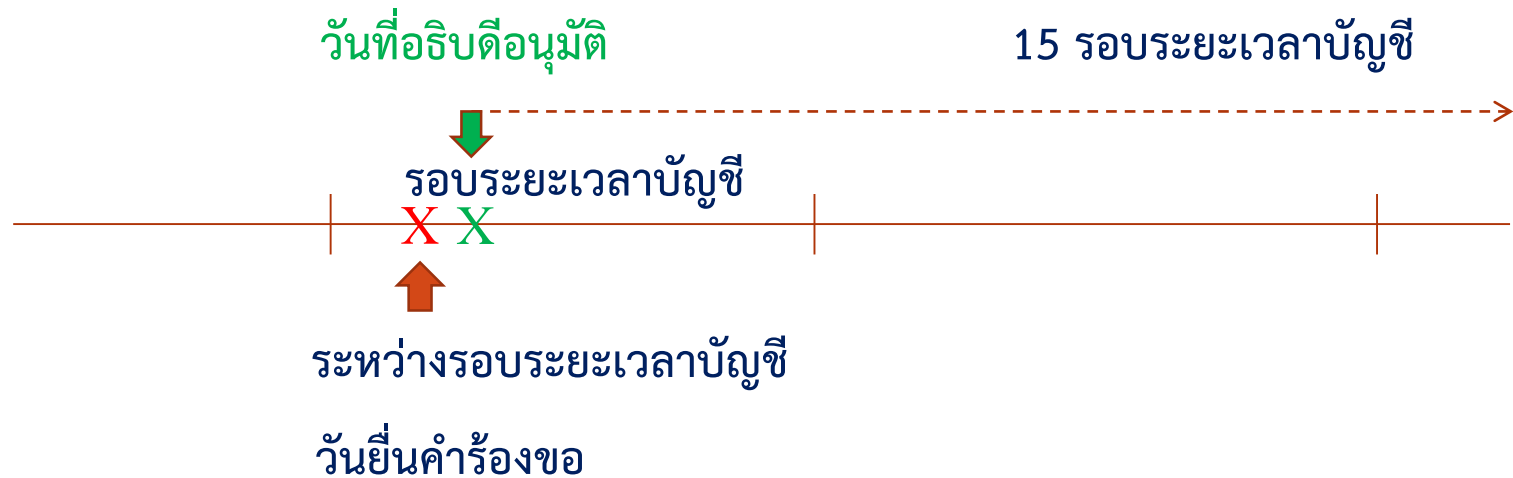 วันที่อธิบดีอนุมัติ
15 รอบระยะเวลาบัญชี
รอบระยะเวลาบัญชี
X X
ระหว่างรอบระยะเวลาบัญชี
วันยื่นคำร้องขอ